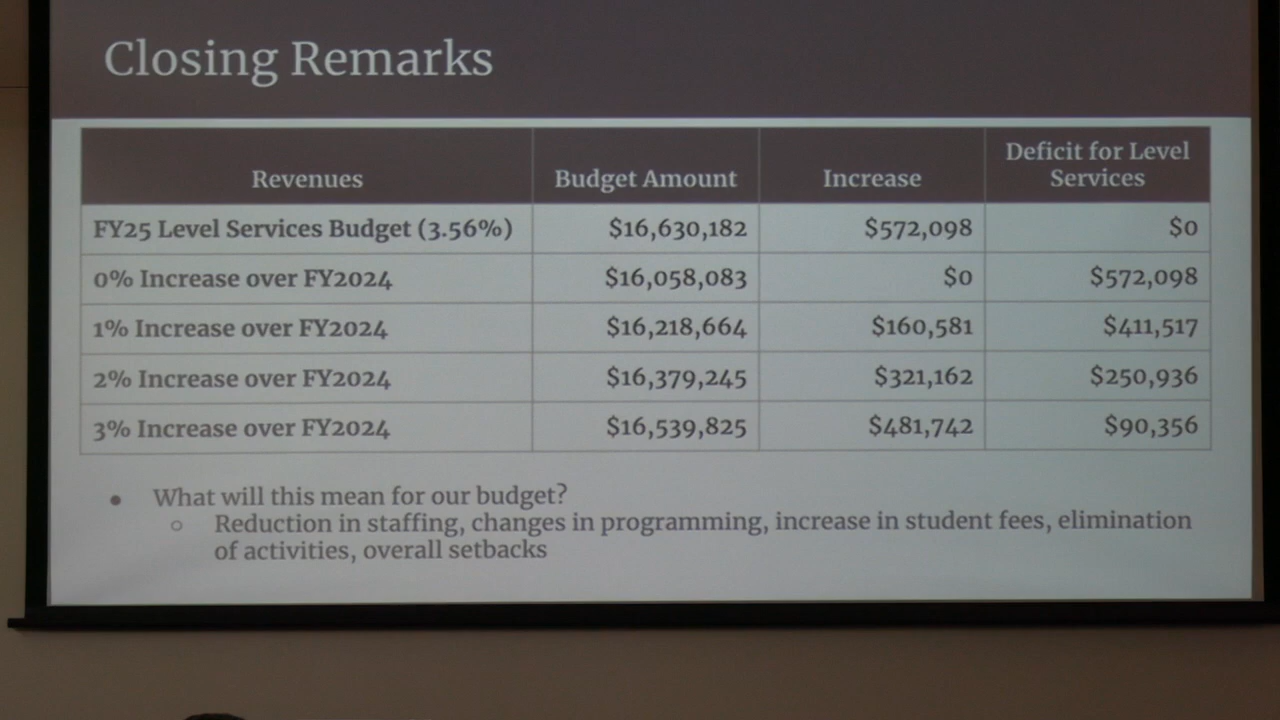 Closing Remarks
Revenues Budget Amount Increase Deficit for Level Services
FY25 Level Services Budget (3.56%) $16,630,182 $572,098 $0
0% Increase over FY2024 $16,058,083 $0 $572,098
1% Increase over FY2024 $16,218,664 $160,581 $411,517
2% Increase over FY2024 $16,379,245 $321,162 $250,936
3% Increase over FY2024 $16,539,825 $481,742 $90,356
● What will this mean for our budget?
○ Reduction in staffing, changes in programming, increase in student fees, elimination
of activities, overall setbacks